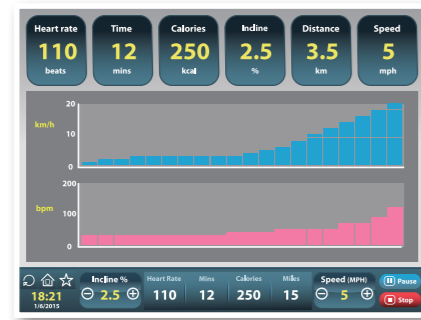 Heart rate
110
beats
Time
12
mins
Calories
250
kcal
Incline
2.5
%
Distance
3.5
km
Speed
5
mph
km/h
20
10
0
bpm
200
100
0
18:21
1/6/2015
Incline %
2.5
Heart Rate Mins Calories Miles
110 12 250 15
Speed (MPH)
5
Pause
Stop